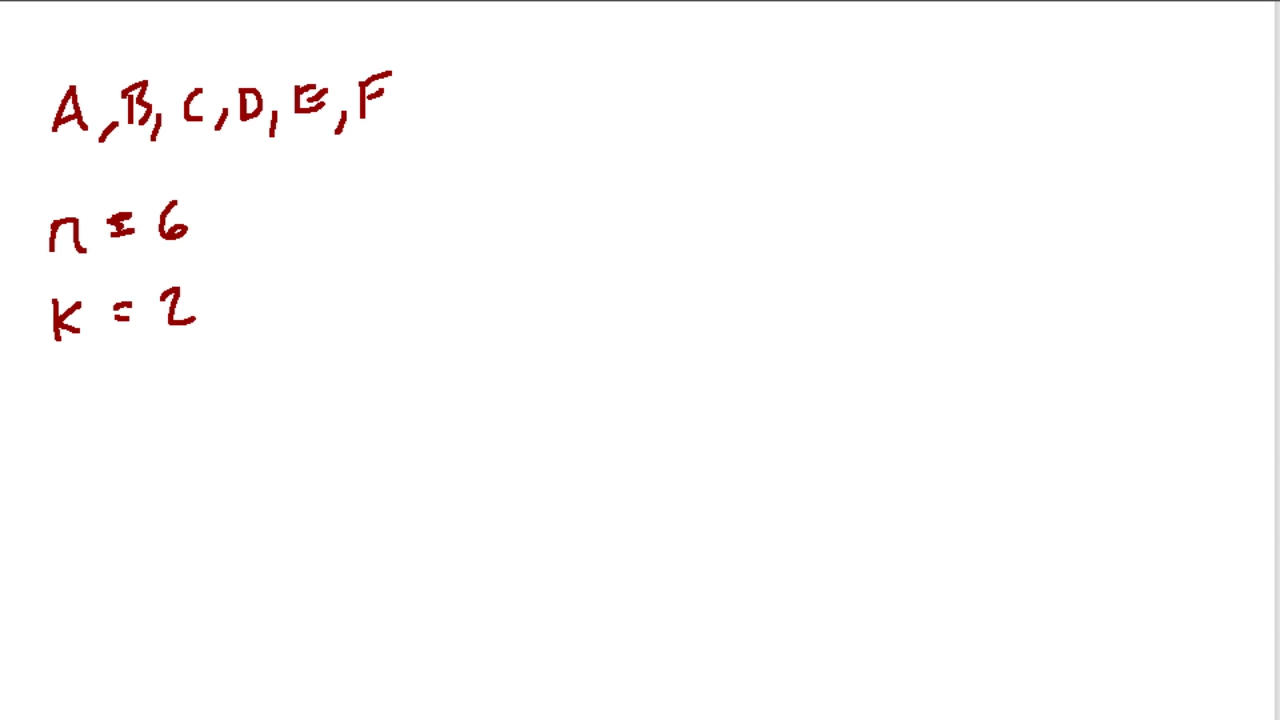 A, B, C, D, E, F
n = 6
K = 2